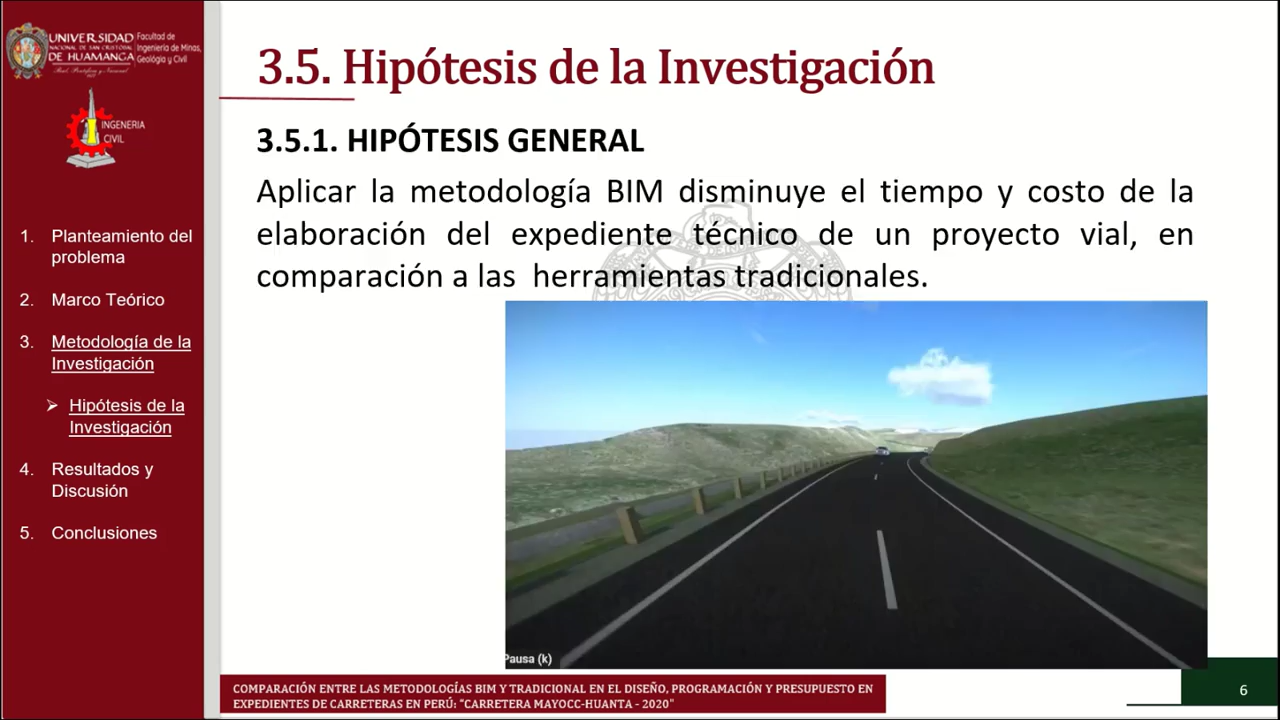 UNIVERSIDAD
NACIONAL DE SAN CRISTOBAL
DE HUAMANGA
Facultad de
Ingeniería de Minas,
Geología y Civil
INGENERIA
CIVIL
1. Planteamiento del
problema
2. Marco Teórico
3. Metodología de la
Investigación
➢ Hipótesis de la
Investigación
4. Resultados y
Discusión
5. Conclusiones
3.5. Hipótesis de la Investigación
3.5.1. HIPÓTESIS GENERAL
Aplicar la metodología BIM disminuye el tiempo y costo de la
elaboración del expediente técnico de un proyecto vial, en
comparación a las herramientas tradicionales.
Pausa (k)
COMPARACIÓN ENTRE LAS METODOLOGÍAS BIM Y TRADICIONAL EN EL DISEÑO, PROGRAMACIÓN Y PRESUPUESTO EN
EXPEDIENTES DE CARRETERAS EN PERÚ: "CARRETERA MAYOCC-HUANTA - 2020"
6